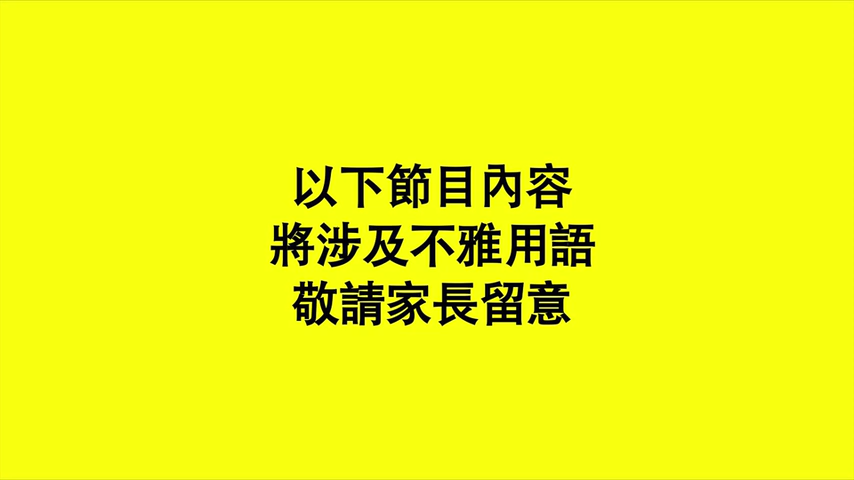 以下節目內容
將涉及不雅用語
敬請家長留意